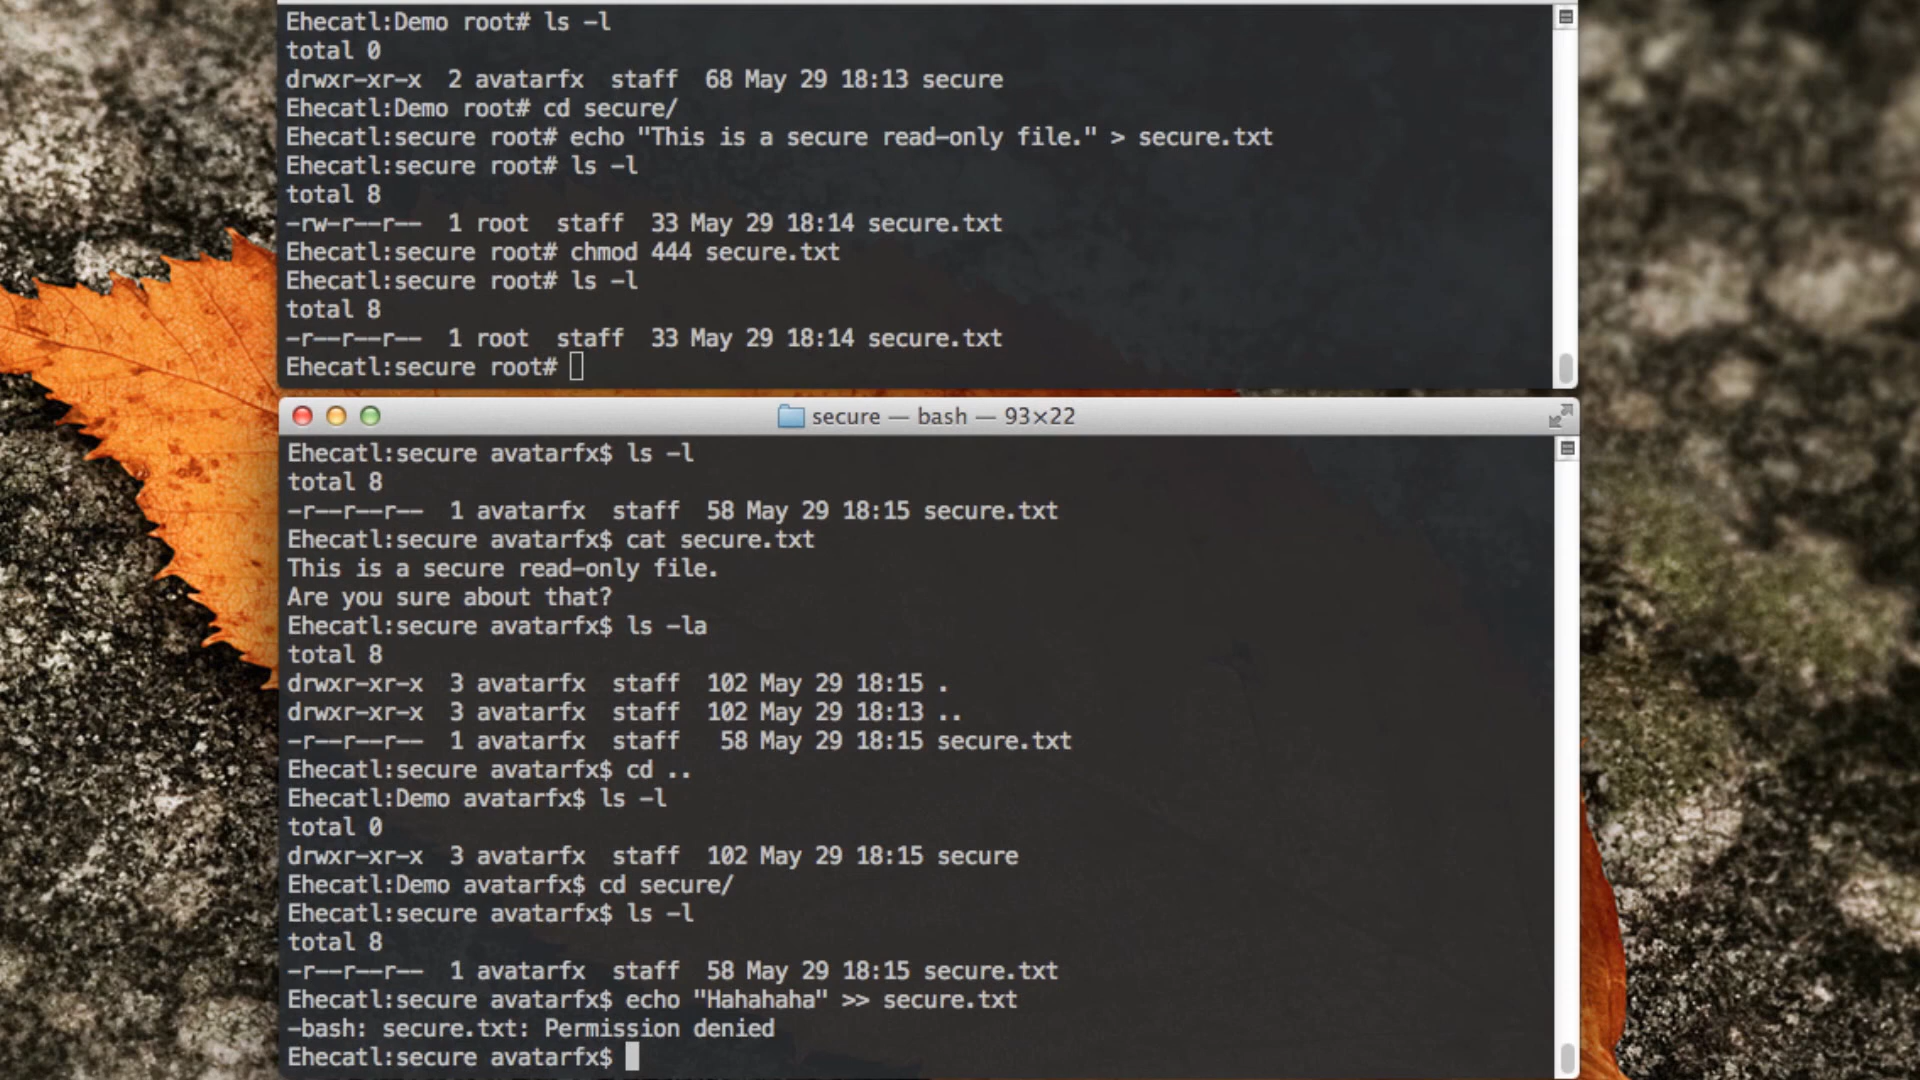 Ehecatl:Demo root# ls -l
total 0
drwxr-xr-x  2 avatarfx  staff  68 May 29 18:13 secure
Ehecatl:Demo root# cd secure/
Ehecatl:secure root# echo "This is a secure read-only file." > secure.txt
Ehecatl:secure root# ls -l
total 8
-rw-r--r--  1 root  staff  33 May 29 18:14 secure.txt
Ehecatl:secure root# chmod 444 secure.txt
Ehecatl:secure root# ls -l
total 8
-r--r--r--  1 root  staff  33 May 29 18:14 secure.txt
Ehecatl:secure root#
secure — bash — 93×22
Ehecatl:secure avatarfx$ ls -l
total 8
-r--r--r--  1 avatarfx  staff  58 May 29 18:15 secure.txt
Ehecatl:secure avatarfx$ cat secure.txt
This is a secure read-only file.
Are you sure about that?
Ehecatl:secure avatarfx$ ls -la
total 8
drwxr-xr-x  3 avatarfx  staff  102 May 29 18:15 .
drwxr-xr-x  3 avatarfx  staff  102 May 29 18:13 ..
-r--r--r--  1 avatarfx  staff   58 May 29 18:15 secure.txt
Ehecatl:secure avatarfx$ cd ..
Ehecatl:Demo avatarfx$ ls -l
total 0
drwxr-xr-x  3 avatarfx  staff  102 May 29 18:15 secure
Ehecatl:Demo avatarfx$ cd secure/
Ehecatl:secure avatarfx$ ls -l
total 8
-r--r--r--  1 avatarfx  staff  58 May 29 18:15 secure.txt
Ehecatl:secure avatarfx$ echo "Hahahaha" >> secure.txt
-bash: secure.txt: Permission denied
Ehecatl:secure avatarfx$